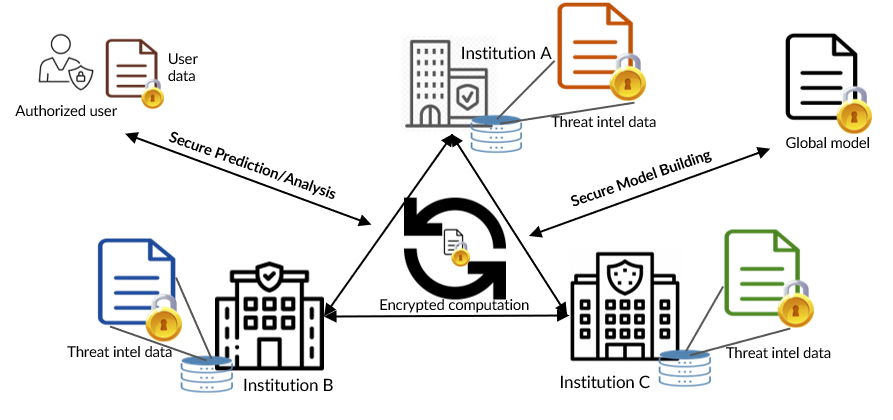 User
data
Authorized user
Institution A
Threat intel data
Global model
Secure Prediction/Analysis
Secure Model Building
Encrypted computation
Threat intel data
Institution B
Threat intel data
Institution C